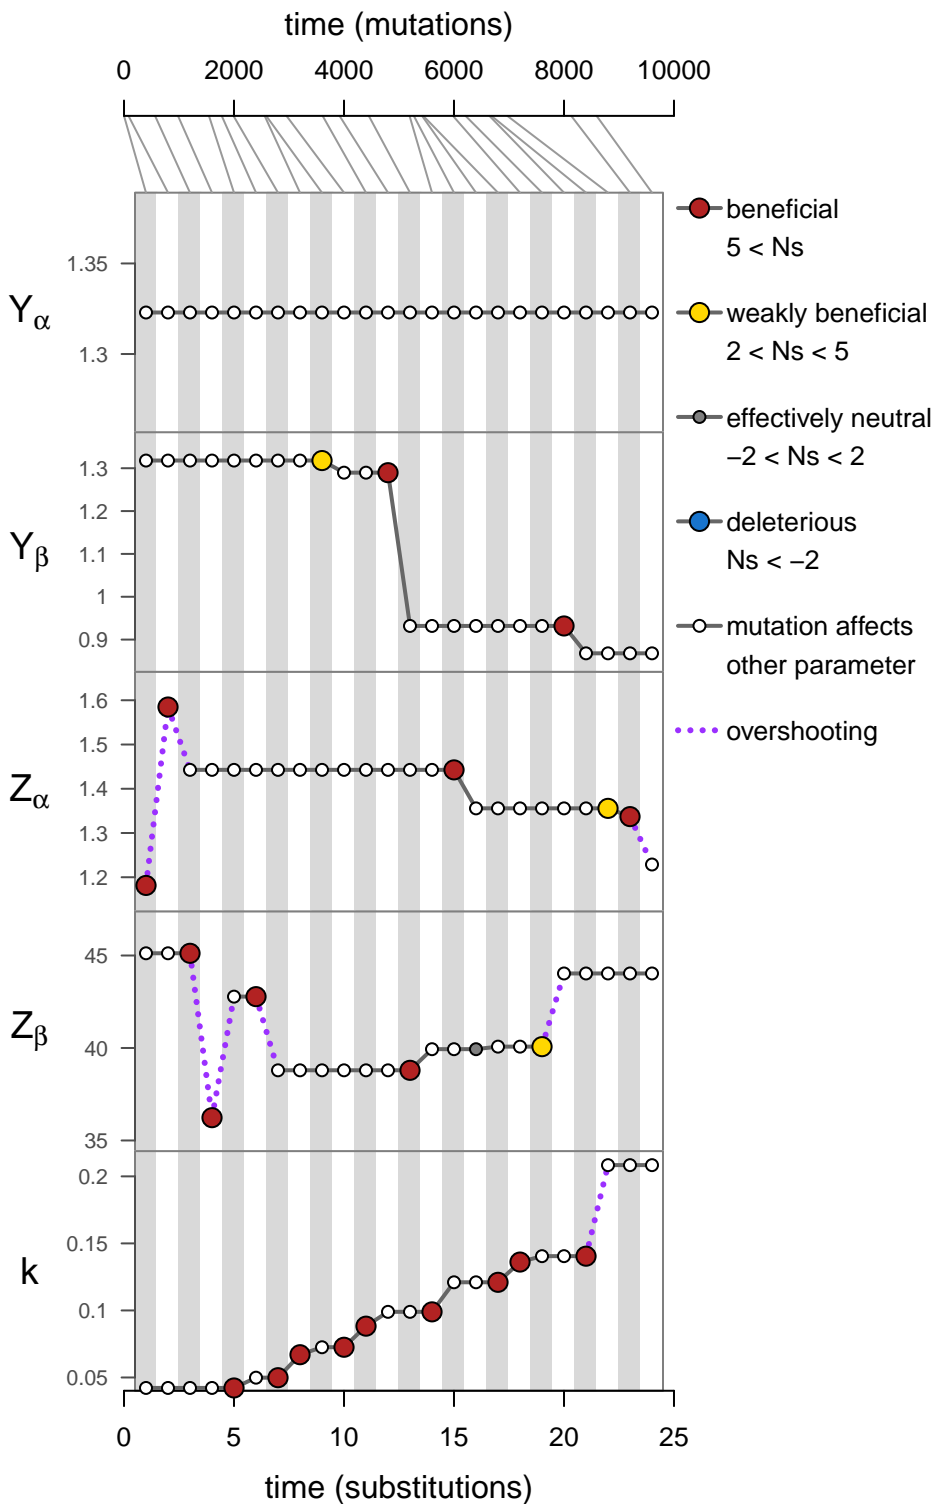 time (mutations)
0 2000 4000 6000 8000 10000
beneficial
5 < Ns
weakly beneficial
2 < Ns < 5
effectively neutral
−2 < Ns < 2
deleterious
Ns < −2
mutation affects
other parameter
overshooting
Yα
1.35
1.3
Yβ
1.3
1.2
1.1
1
0.9
Zα
1.6
1.5
1.4
1.3
1.2
Zβ
45
40
35
k
0.2
0.15
0.1
0.05
0 5 10 15 20 25
time (substitutions)